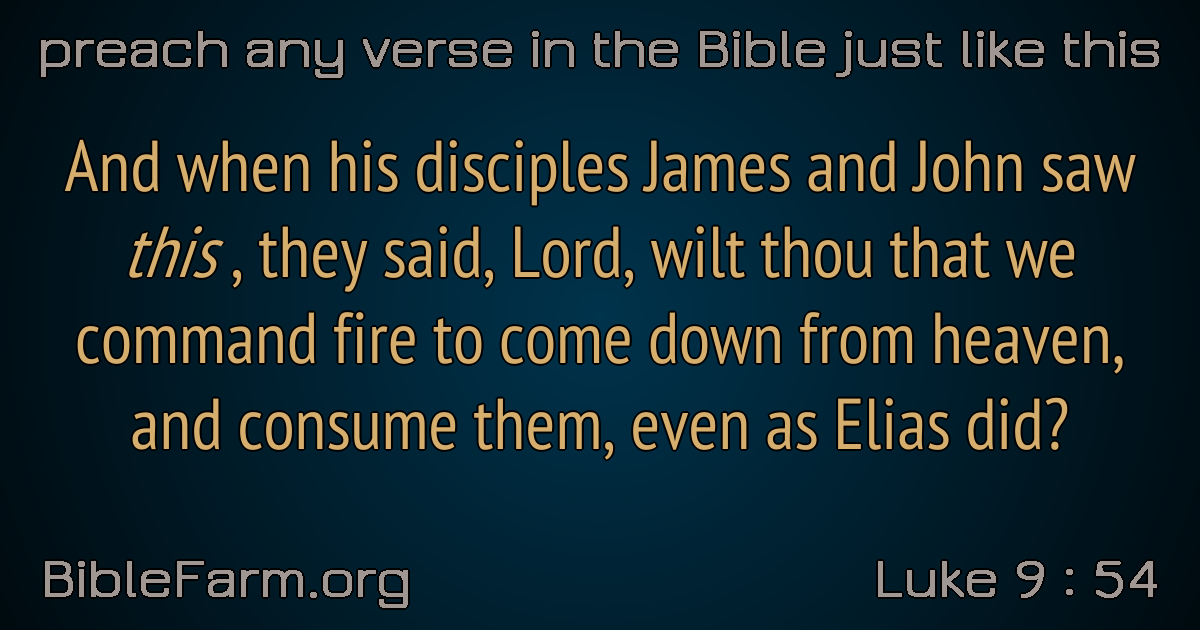 preach any verse in the Bible just like this
And when his disciples James and John saw
this , they said, Lord, wilt thou that we
command fire to come down from heaven,
and consume them, even as Elias did?
BibleFarm.org
Luke 9 : 54